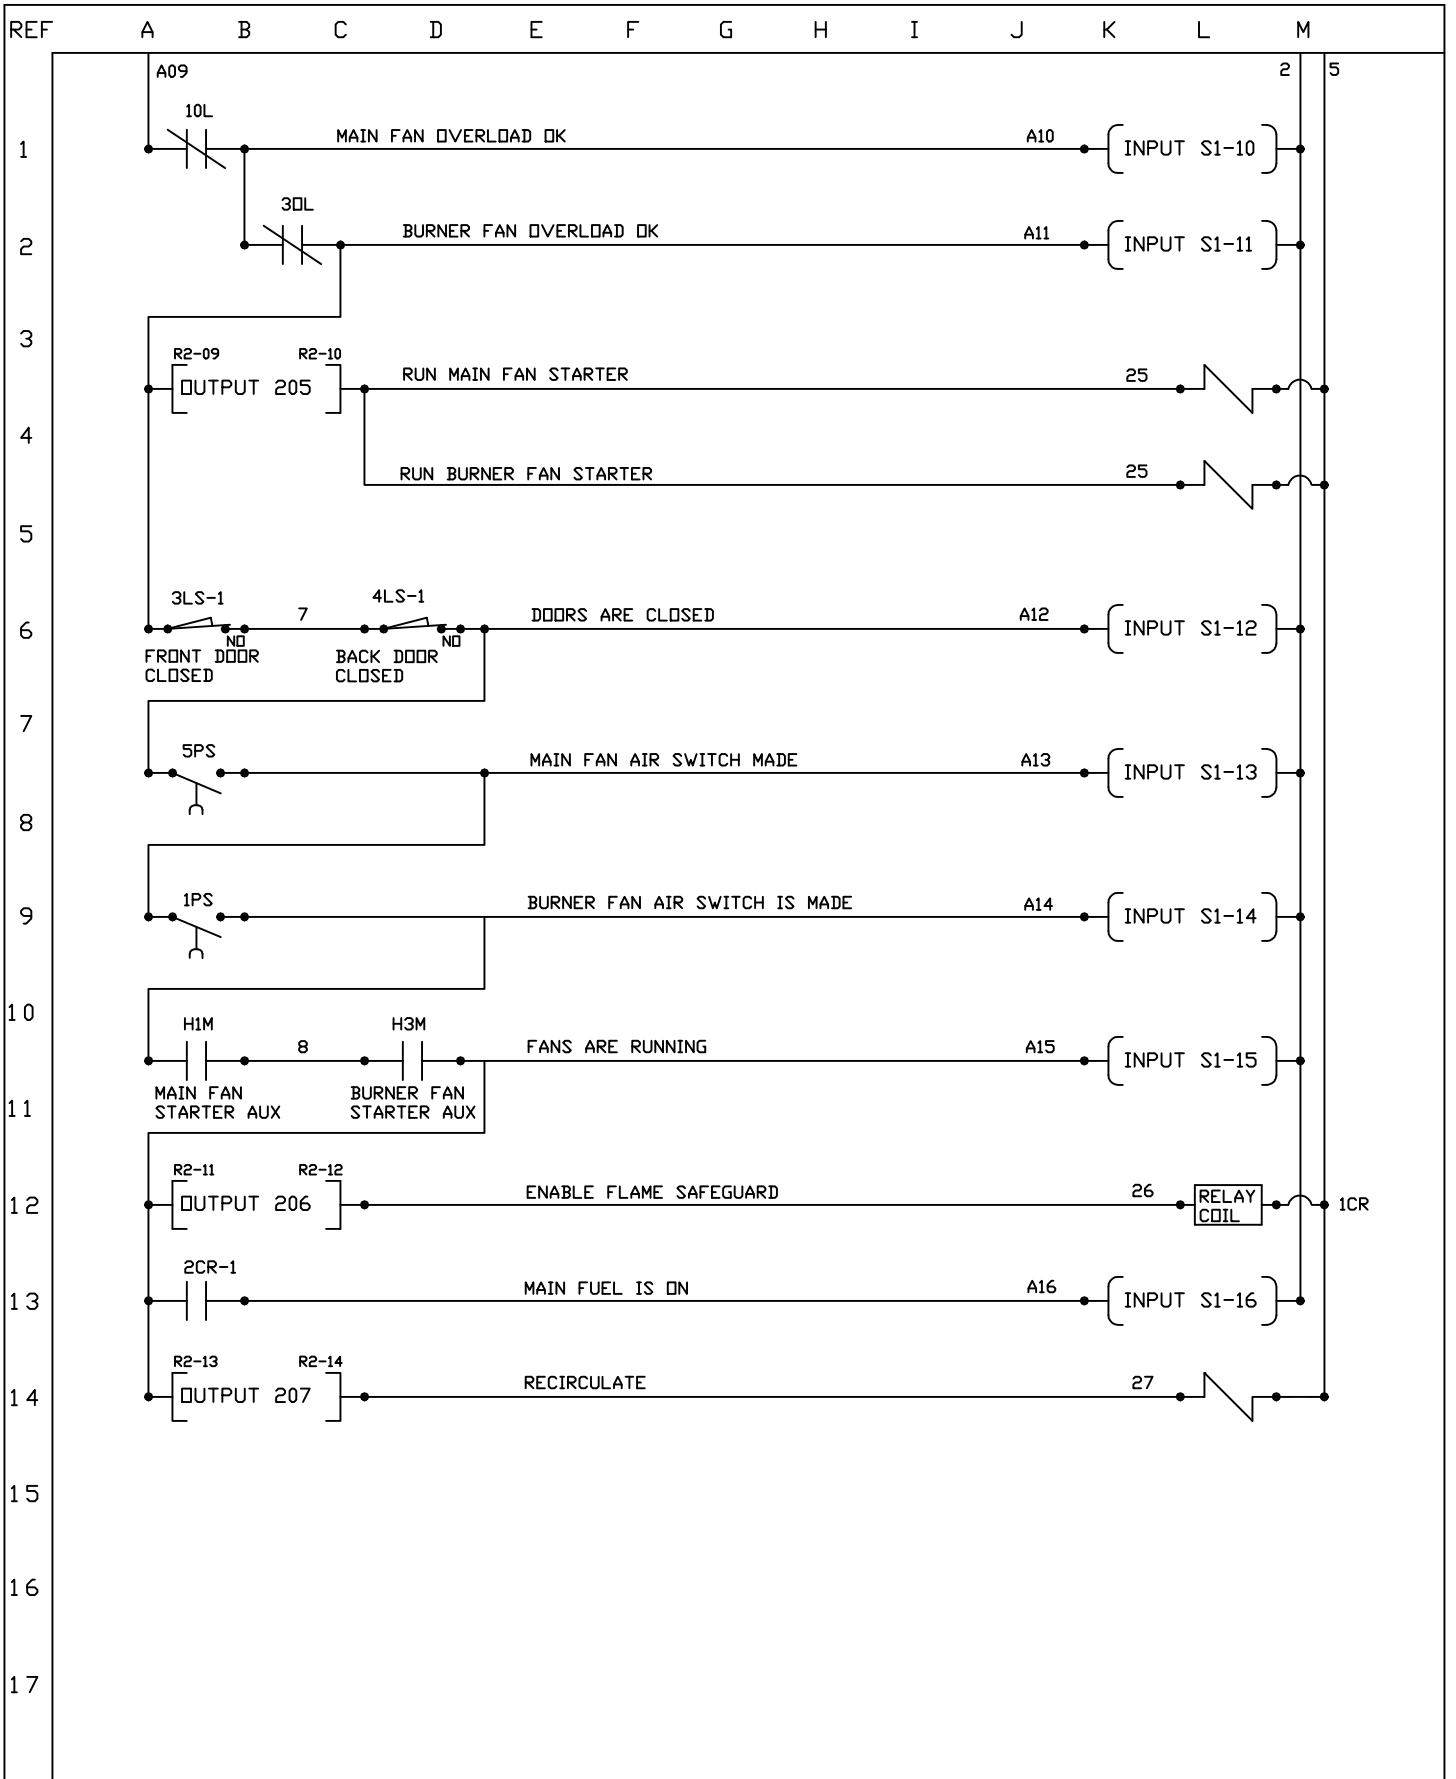 REF A B C D E F G H I J K L M
A09 2 5
10L
1 MAIN FAN OVERLOAD OK A10 INPUT S1-10
30L
2 BURNER FAN OVERLOAD OK A11 INPUT S1-11
3
R2-09 R2-10
OUTPUT 205 RUN MAIN FAN STARTER 25
4
RUN BURNER FAN STARTER 25
5
3LS-1 7 4LS-1
6 DOORS ARE CLOSED A12 INPUT S1-12
NO NO
FRONT DOOR BACK DOOR
CLOSED CLOSED
7
5PS MAIN FAN AIR SWITCH MADE A13 INPUT S1-13
8
1PS
9 BURNER FAN AIR SWITCH IS MADE A14 INPUT S1-14
10
H1M H3M
8 FANS ARE RUNNING A15 INPUT S1-15
MAIN FAN BURNER FAN
11 STARTER AUX STARTER AUX
R2-11 R2-12
12 OUTPUT 206 ENABLE FLAME SAFEGUARD 26 RELAY 1CR
COIL
2CR-1
13 MAIN FUEL IS ON A16 INPUT S1-16
R2-13 R2-14
14 OUTPUT 207 RECIRCULATE 27
15
16
17